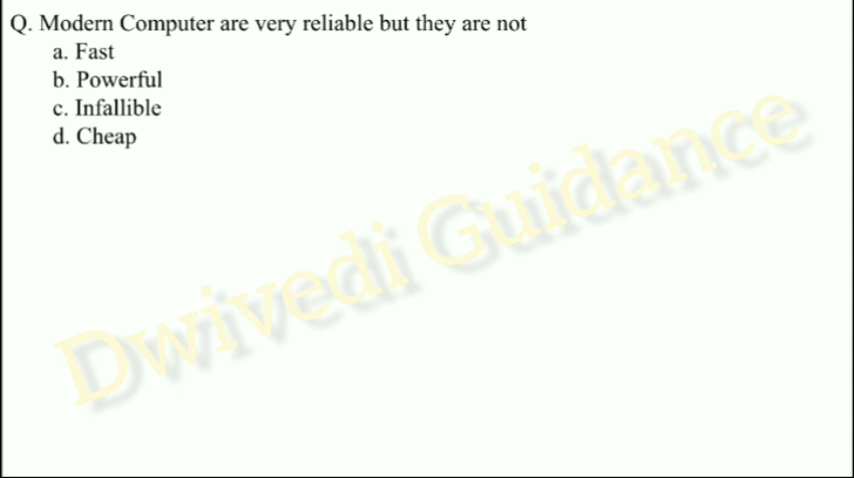 Q. Modern Computer are very reliable but they are not
a. Fast
b. Powerful
c. Infallible
d. Cheap
Dwivedi Guidance